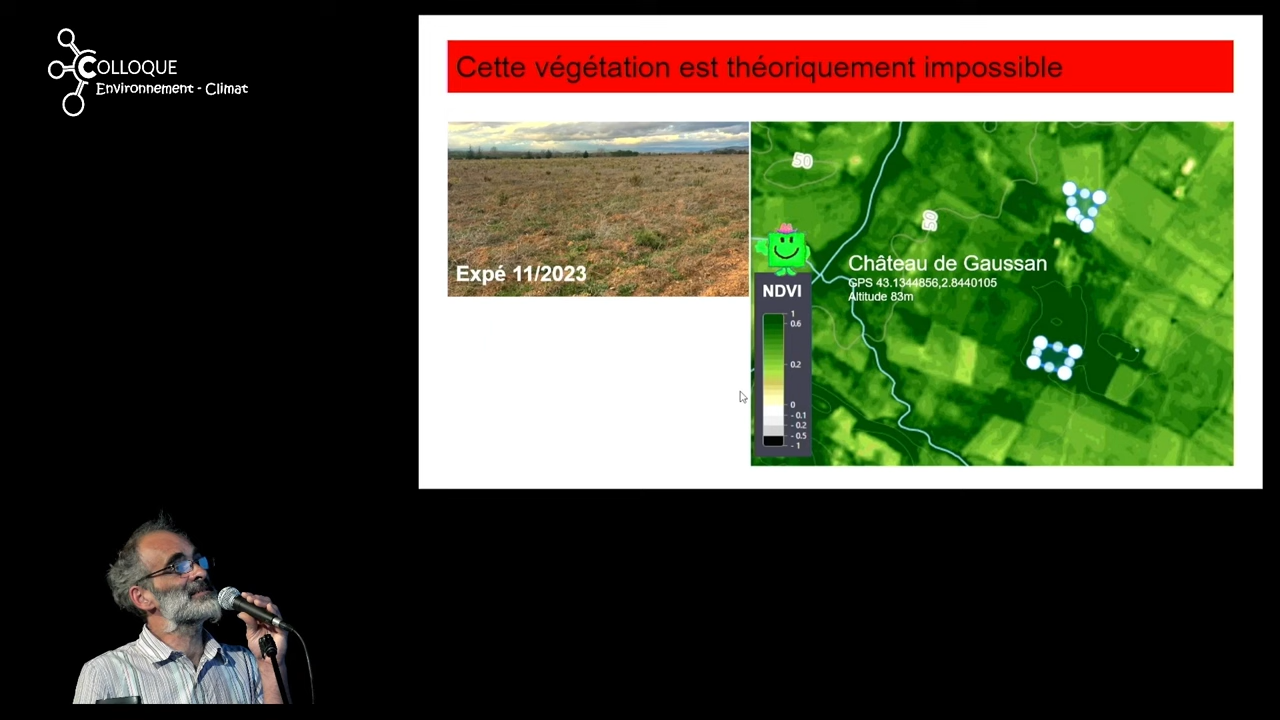 COLLOQUE
Environnement - Climat
Cette végétation est théoriquement impossible
50
50
Château de Gaussan
GPS 43.1344856,2.8440105
Altitude 83m
Expé 11/2023
NDVI
1
0.6
0.2
0
- 0.1
- 0.2
- 0.5
- 1